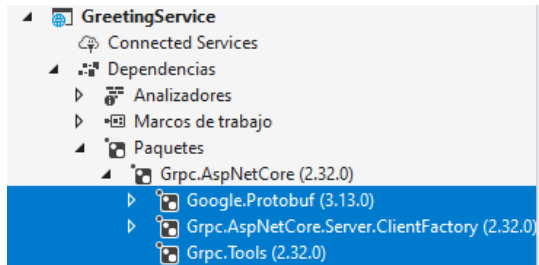 GreetingService
Connected Services
Dependencias
Analizadores
Marcos de trabajo
Paquetes
Grpc.AspNetCore (2.32.0)
Google.Protobuf (3.13.0)
Grpc.AspNetCore.Server.ClientFactory (2.32.0)
Grpc.Tools (2.32.0)